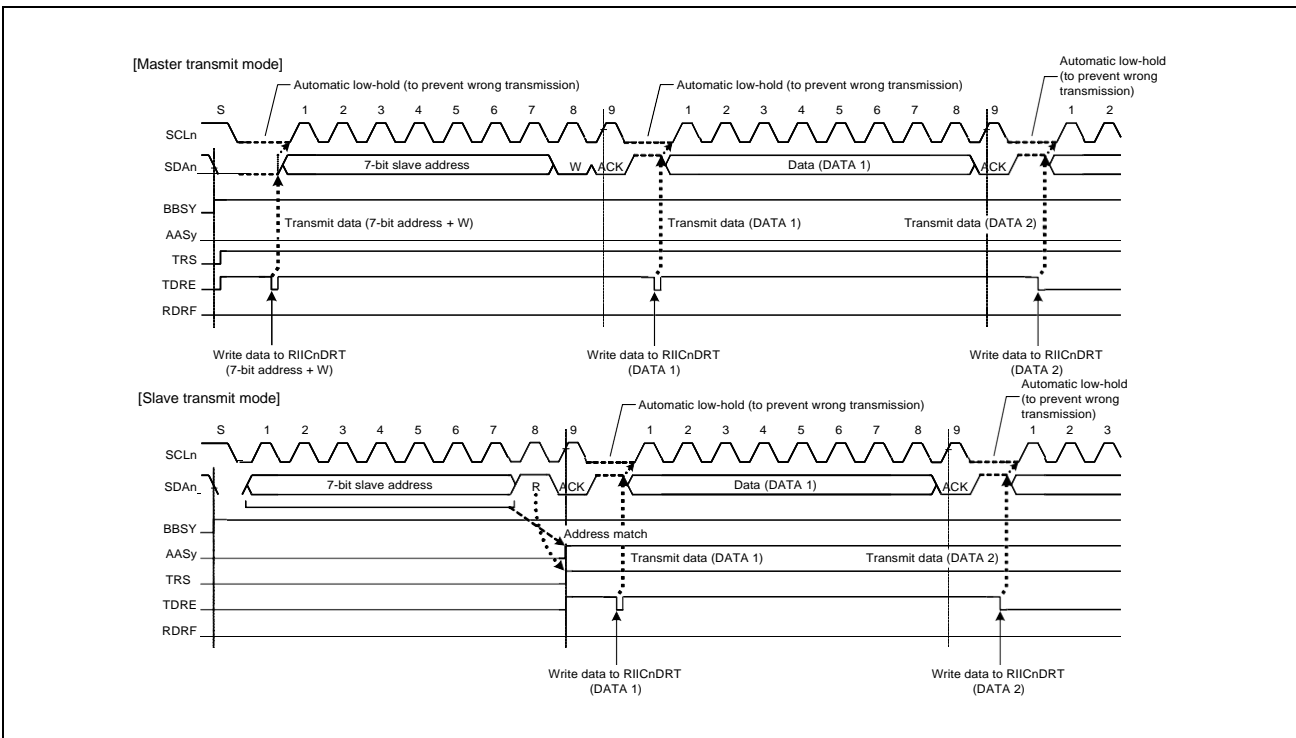 [Master transmit mode]
Automatic low-hold (to prevent wrong transmission)
Automatic low-hold (to prevent wrong transmission)
Automatic low-hold
(to prevent wrong
transmission)
S 1 2 3 4 5 6 7 8 9 1 2 3 4 5 6 7 8 9 1 2
SCLn
SDAn 7-bit slave address W ACK Data (DATA 1) ACK
BBSY
Transmit data (7-bit address + W) Transmit data (DATA 1) Transmit data (DATA 2)
AASy
TRS
TDRE
RDRF
Write data to RIICnDRT
(7-bit address + W)
Write data to RIICnDRT
(DATA 1)
Write data to RIICnDRT
(DATA 2)
[Slave transmit mode]
Automatic low-hold (to prevent wrong transmission)
Automatic low-hold
(to prevent wrong
transmission)
S 1 2 3 4 5 6 7 8 9 1 2 3 4 5 6 7 8 9 1 2 3
SCLn
SDAn 7-bit slave address R ACK Data (DATA 1) ACK
BBSY
Address match
AASy
Transmit data (DATA 1) Transmit data (DATA 2)
TRS
TDRE
RDRF
Write data to RIICnDRT
(DATA 1)
Write data to RIICnDRT
(DATA 2)